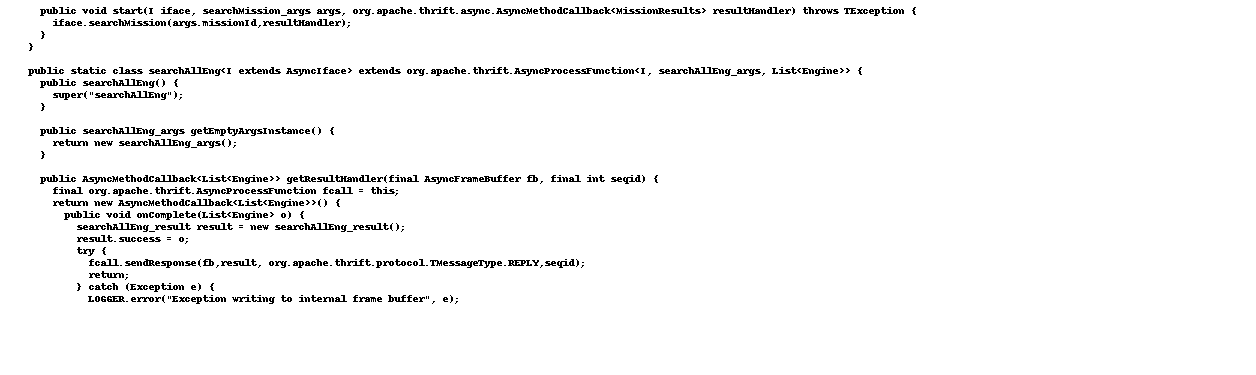 public void start(I iface, searchMission_args args, org.apache.thrift.async.AsyncMethodCallback<MissionResults> resultHandler) throws TException {
iface.searchMission(args.missionId,resultHandler);
}
}
public static class searchAllEng<I extends AsyncIface> extends org.apache.thrift.AsyncProcessFunction<I, searchAllEng_args, List<Engine>> {
public searchAllEng() {
super("searchAllEng");
}
public searchAllEng_args getEmptyArgsInstance() {
return new searchAllEng_args();
}
public AsyncMethodCallback<List<Engine>> getResultHandler(final AsyncFrameBuffer fb, final int seqid) {
final org.apache.thrift.AsyncProcessFunction fcall = this;
return new AsyncMethodCallback<List<Engine>>() {
public void onComplete(List<Engine> o) {
searchAllEng_result result = new searchAllEng_result();
result.success = o;
try {
fcall.sendResponse(fb,result, org.apache.thrift.protocol.TMessageType.REPLY,seqid);
return;
} catch (Exception e) {
LOGGER.error("Exception writing to internal frame buffer", e);